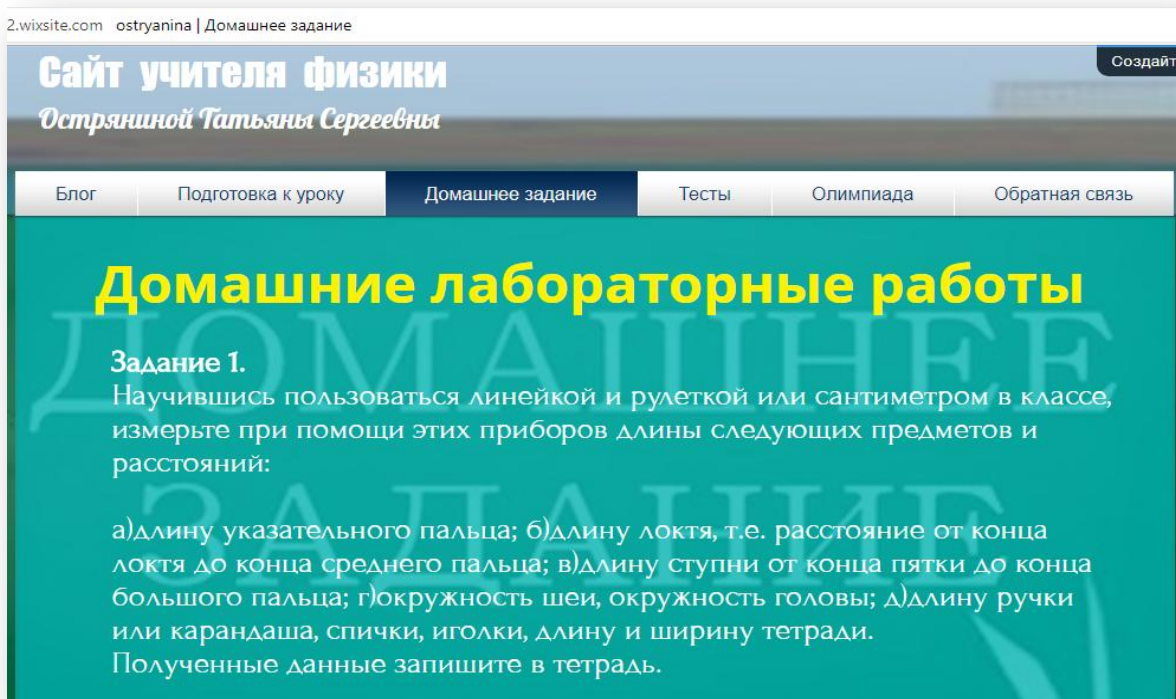 2.wixsite.com ostryanina | Домашнее задание
Сайт учителя физики
Создайт
Остряниной Татьяны Сергеевны
Блог Подготовка к уроку Домашнее задание Тесты Олимпиада Обратная связь
Домашние лабораторные работы
ДОМАШНЕЕ
ЗАДАНИЕ
Задание 1.
Научившись пользоваться линейкой и рулеткой или сантиметром в классе,
измерьте при помощи этих приборов длины следующих предметов и
расстояний:
а)длину указательного пальца; б)длину локтя, т.е. расстояние от конца
локтя до конца среднего пальца; в)длину ступни от конца пятки до конца
большого пальца; г)окружность шеи, окружность головы; д)длину ручки
или карандаша, спички, иголки, длину и ширину тетради.
Полученные данные запишите в тетрадь.